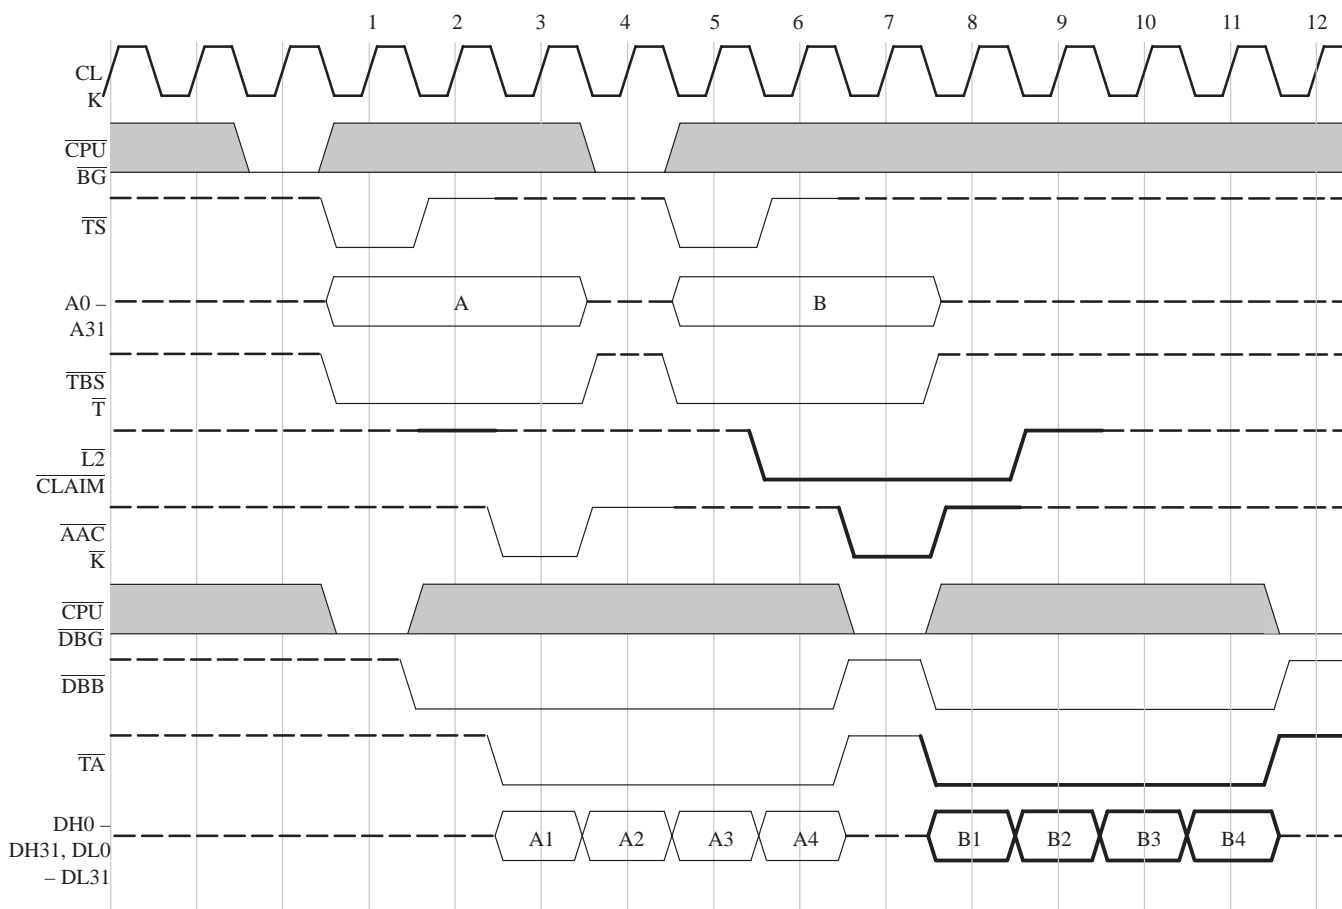 1 2 3 4 5 6 7 8 9 10 11 12
CL
K
CPU
BG
TS
A0 –
A31
A B
TBS
T
L2
CLAIM
AAC
K
CPU
DBG
DBB
TA
DH0 –
DH31, DL0
– DL31
A1 A2 A3 A4 B1 B2 B3 B4